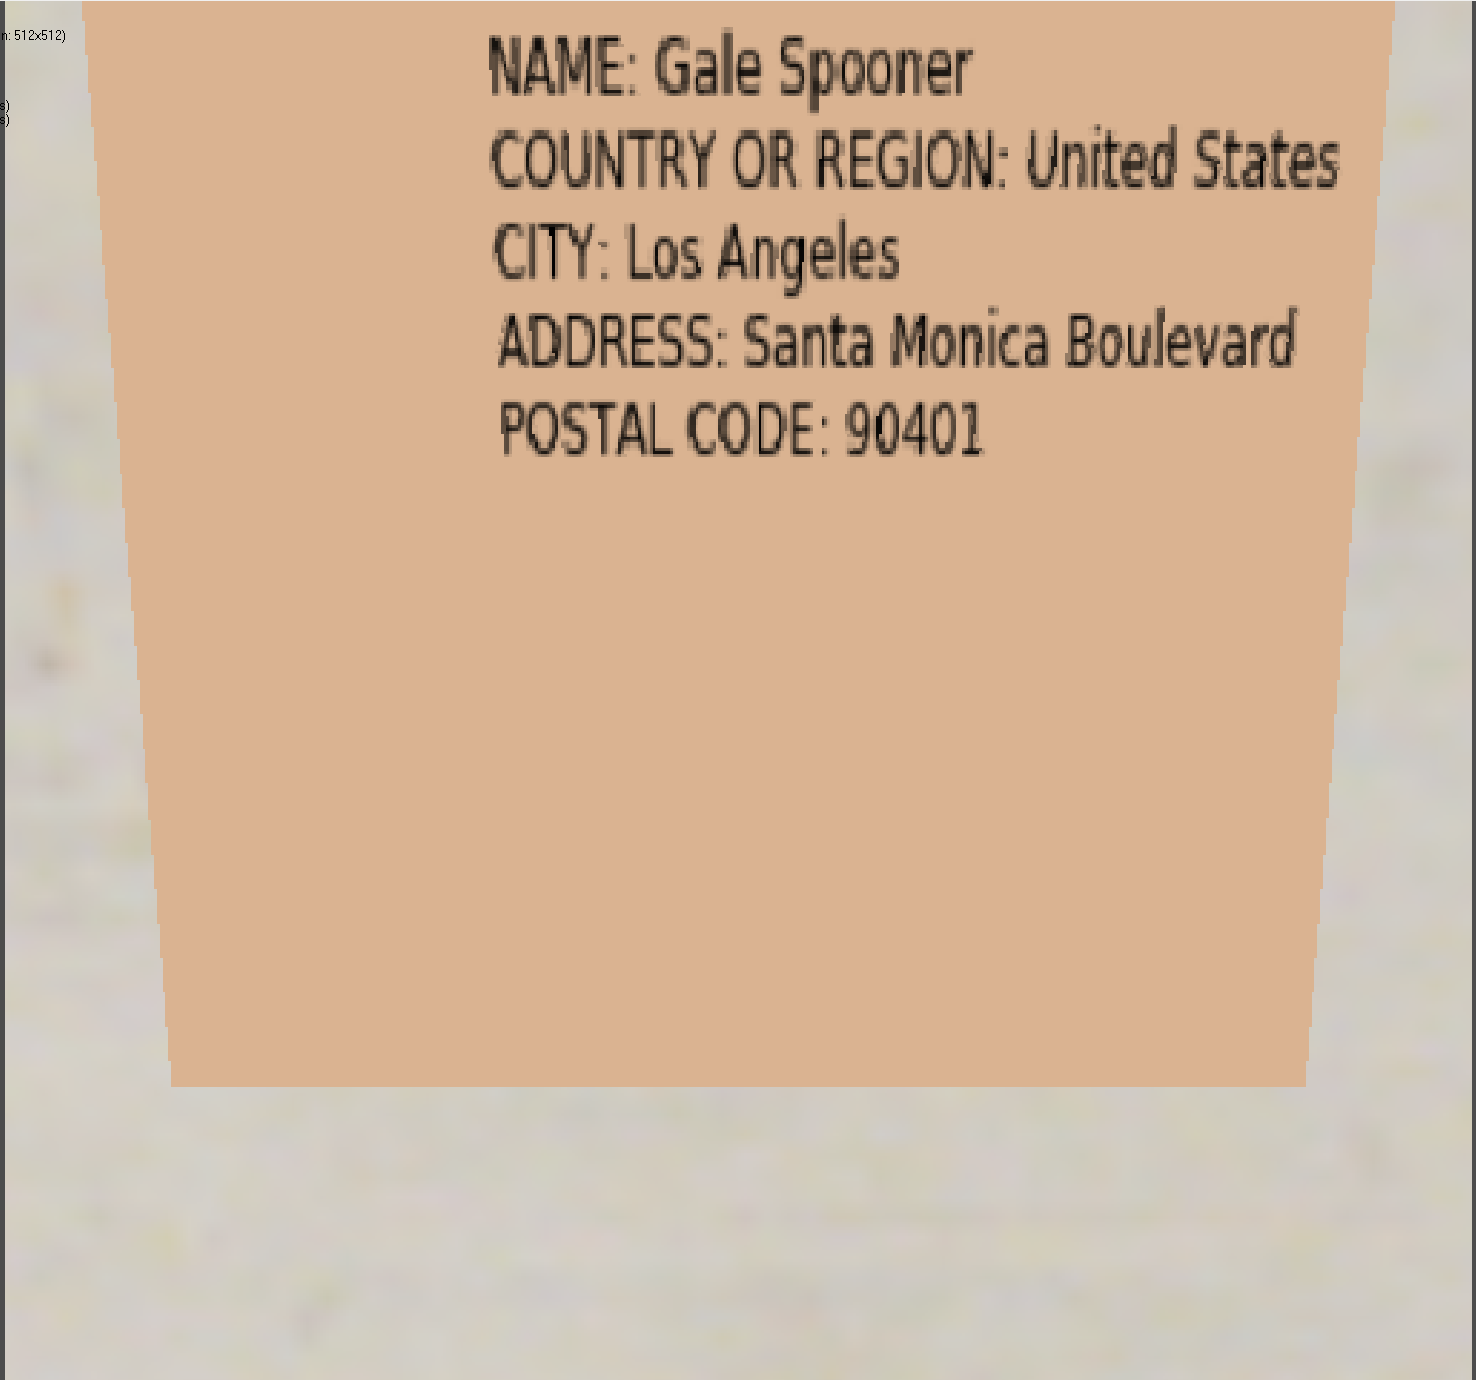 n: 512x512)
NAME: Gale Spooner
s)
s)
COUNTRY OR REGION: United States
CITY: Los Angeles
ADDRESS: Santa Monica Boulevard
POSTAL CODE: 90401